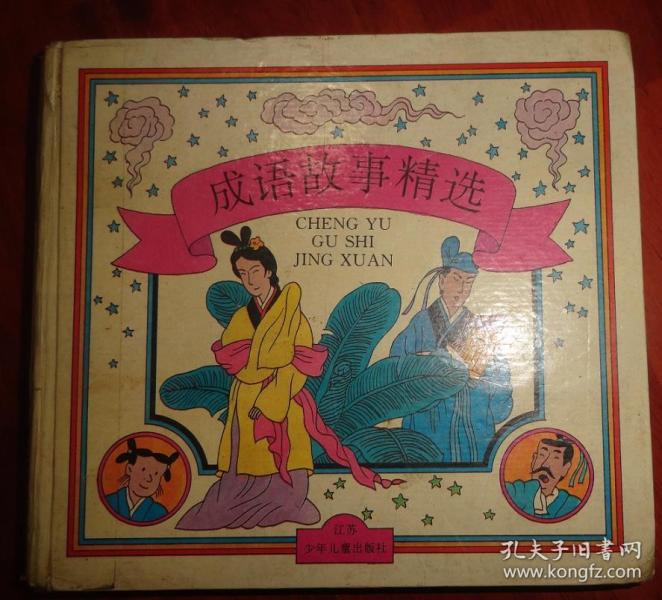 成语故事精选
CHENG YU
GU SHI
JING XUAN
江苏
少年儿童出版社
孔夫子旧書网
www.kongfz.com